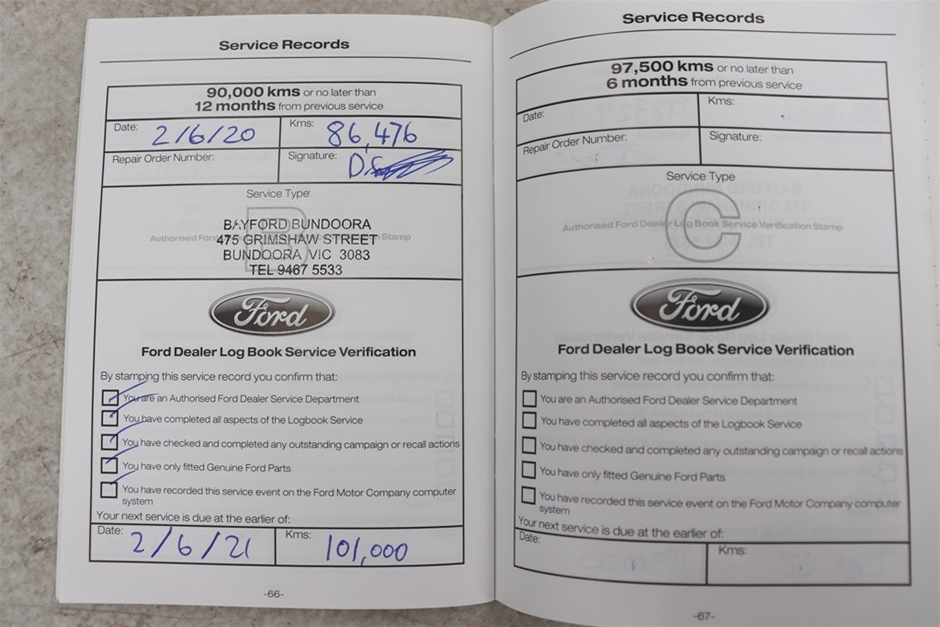 Service Records
90,000 kms or no later than
12 months from previous service
Date: 2/6/20 Kms: 86,476
Repair Order Number: Signature:
Service Type
B
BAYFORD BUNDOORA
Authorised Ford Stamp
475 GRIMSHAW STREET
BUNDOORA VIC 3083
TEL 9467 5533
Ford
Ford Dealer Log Book Service Verification
By stamping this service record you confirm that:
You are an Authorised Ford Dealer Service Department
You have completed all aspects of the Logbook Service
You have checked and completed any outstanding campaign or recall actions
You have only fitted Genuine Ford Parts
You have recorded this service event on the Ford Motor Company computer
system
Your next service is due at the earlier of:
Date: 2/6/21 Kms: 101,000
-66-
Service Records
97,500 kms or no later than
6 months from previous service
Date: Kms:
Repair Order Number: Signature:
Service Type
C
Authorised Ford Dealer Log Book Service Verification Stamp
Ford
Ford Dealer Log Book Service Verification
By stamping this service record you confirm that:
You are an Authorised Ford Dealer Service Department
You have completed all aspects of the Logbook Service
You have checked and completed any outstanding campaign or recall actions
You have only fitted Genuine Ford Parts
You have recorded this service event on the Ford Motor Company computer
system
Your next service is due at the earlier of:
Date: Kms:
-67-